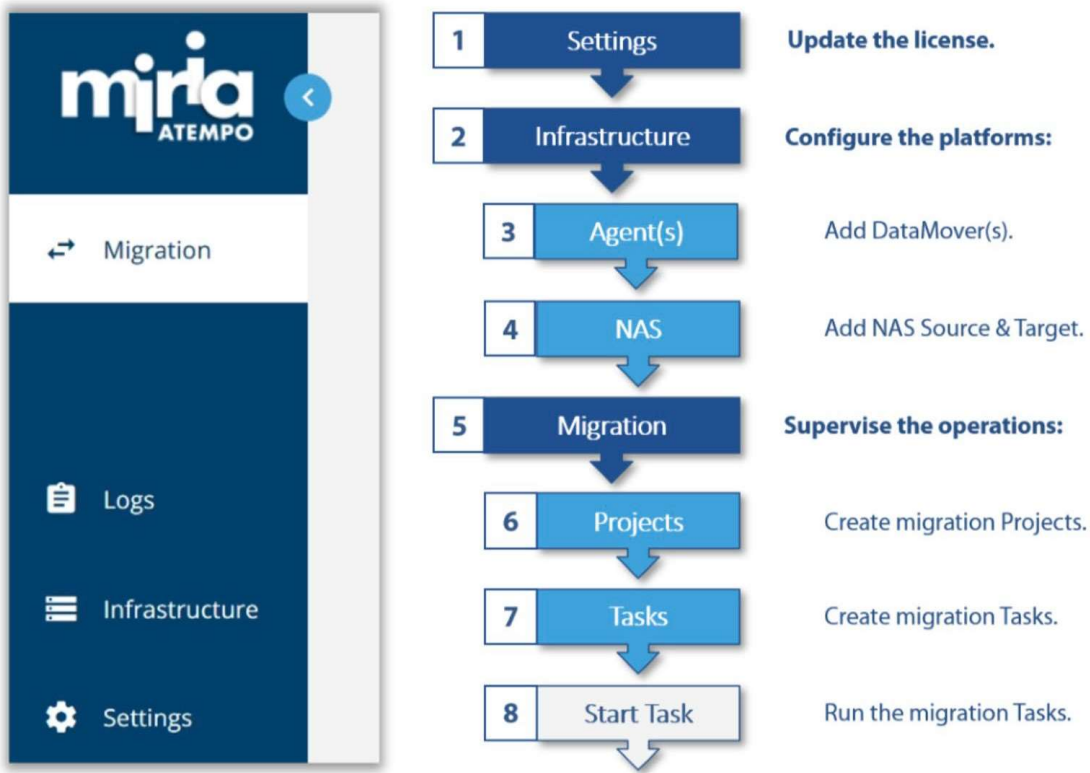 miria
ATEMPO
Migration
Logs
Infrastructure
Settings
1 Settings Update the license.
2 Infrastructure Configure the platforms:
3 Agent(s) Add DataMover(s).
4 NAS Add NAS Source & Target.
5 Migration Supervise the operations:
6 Projects Create migration Projects.
7 Tasks Create migration Tasks.
8 Start Task Run the migration Tasks.